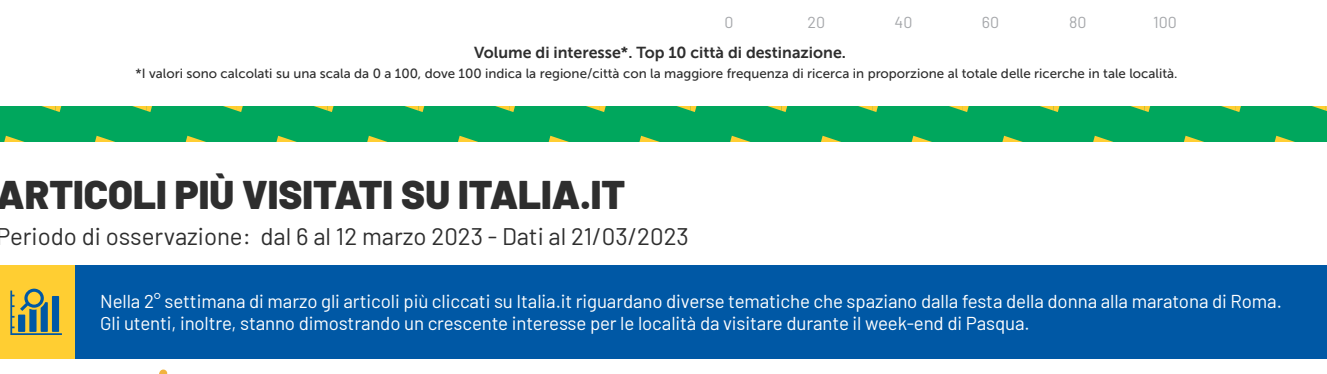 0 20 40 60 80 100
Volume di interesse*. Top 10 città di destinazione.
*I valori sono calcolati su una scala da 0 a 100, dove 100 indica la regione/città con la maggiore frequenza di ricerca in proporzione al totale delle ricerche in tale località.
ARTICOLI PIÙ VISITATI SU ITALIA.IT
Periodo di osservazione: dal 6 al 12 marzo 2023 - Dati al 21/03/2023
Nella 2° settimana di marzo gli articoli più cliccati su Italia.it riguardano diverse tematiche che spaziano dalla festa della donna alla maratona di Roma.
Gli utenti, inoltre, stanno dimostrando un crescente interesse per le località da visitare durante il week-end di Pasqua.